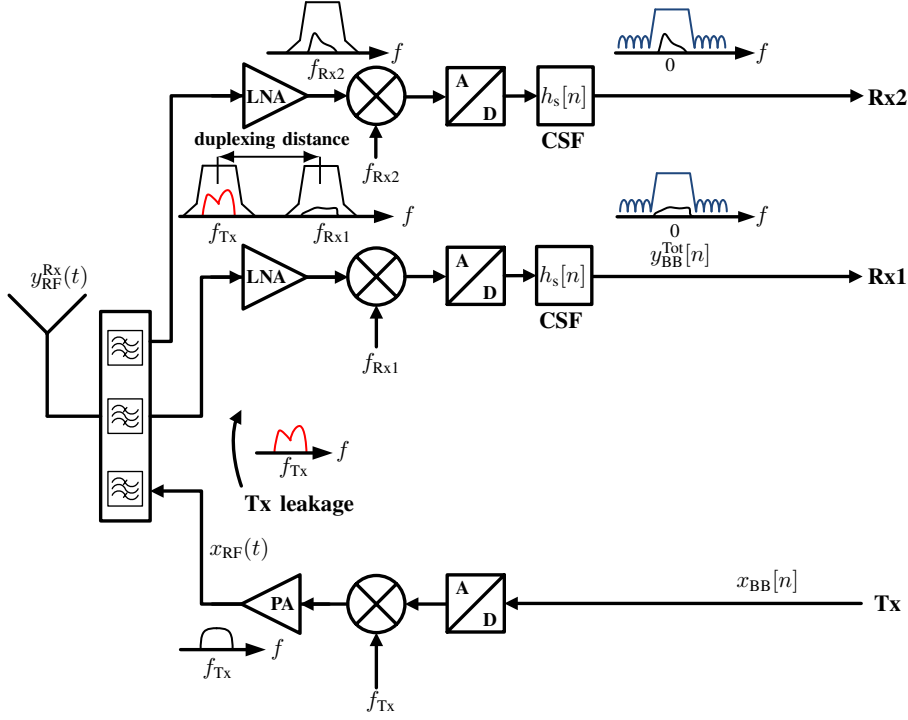 f
f_Rx2
f
0
LNA
A
D
h_s[n]
Rx2
CSF
duplexing distance
f_Rx2
f
f_Tx
f_Rx1
f
0
y_BB^Tot[n]
y_RF^Rx(t)
LNA
A
D
h_s[n]
Rx1
CSF
f_Rx1
f
f_Tx
Tx leakage
x_RF(t)
x_BB[n]
PA
A
D
Tx
f
f_Tx
f_Tx